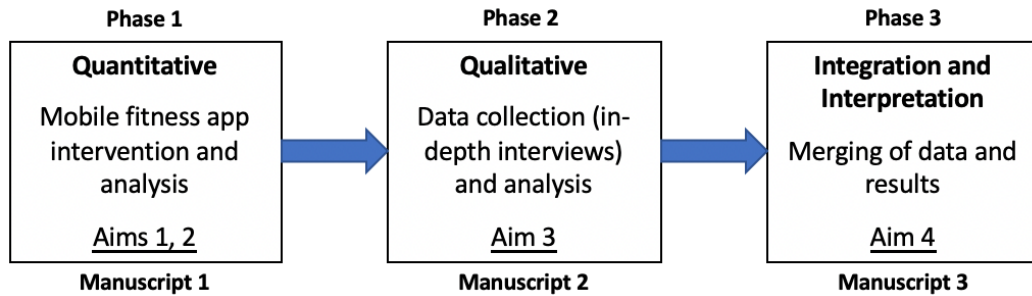 Phase 1
Quantitative
Mobile fitness app
intervention and
analysis
Aims 1, 2
Manuscript 1
Phase 2
Qualitative
Data collection (in-
depth interviews)
and analysis
Aim 3
Manuscript 2
Phase 3
Integration and
Interpretation
Merging of data and
results
Aim 4
Manuscript 3